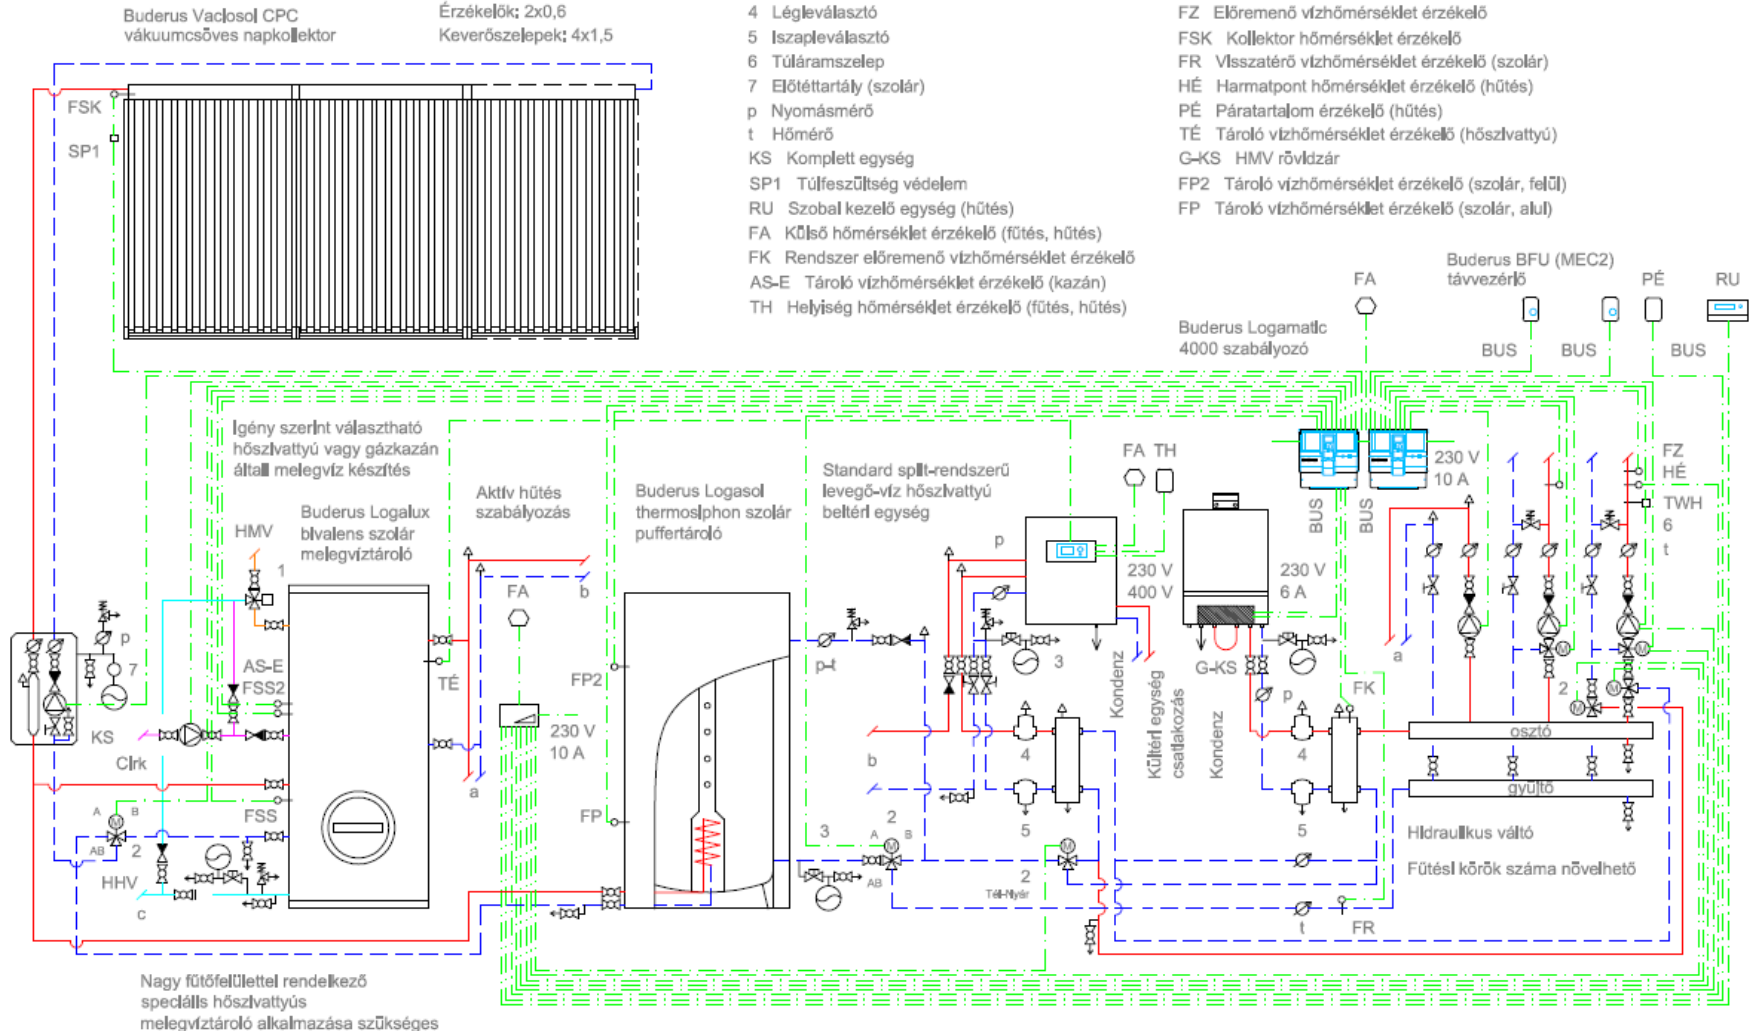 Buderus Vaciosol CPC
vákuumcsöves napkollektor
Érzékelők: 2x0,6
Keverőszelepek: 4x1,5
4 Légleválasztó
5 Iszapleválasztó
6 Túláramszelep
7 Előtéttartály (szolár)
p Nyomásmérő
t Hőmérő
KS Komplett egység
SP1 Túlfeszültség védelem
RU Szobai kezelő egység (hűtés)
FA Külső hőmérséklet érzékelő (fűtés, hűtés)
FK Rendszer előremenő vízhőmérséklet érzékelő
AS-E Tároló vízhőmérséklet érzékelő (kazán)
TH Helyiség hőmérséklet érzékelő (fűtés, hűtés)
FZ Előremenő vízhőmérséklet érzékelő
FSK Kollektor hőmérséklet érzékelő
FR Visszatérő vízhőmérséklet érzékelő (szolár)
HÉ Harmatpont hőmérséklet érzékelő (hűtés)
PÉ Páratartalom érzékelő (hűtés)
TÉ Tároló vízhőmérséklet érzékelő (hőszivattyú)
G-KS HMV rövidzár
FP2 Tároló vízhőmérséklet érzékelő (szolár, felül)
FP Tároló vízhőmérséklet érzékelő (szolár, alul)
FSK
SP1
FA
Buderus BFU (MEC2)
távvezérlő
PÉ
RU
Buderus Logamatic
4000 szabályozó
BUS
BUS
BUS
Igény szerint választható
hőszivattyú vagy gázkazán
általi melegvíz készítés
Buderus Logalux
bivalens szolár
melegvíztároló
Aktív hűtés
szabályozás
Buderus Logasol
thermosiphon szolár
puffertároló
Standard split-rendszerű
levegő-víz hőszivattyú
beltéri egység
FA
TH
230 V
10 A
FZ
HÉ
TWH
6
t
BUS
BUS
HMV
1
FA
b
p
230 V
400 V
230 V
6 A
p
7
AS-E
FSS2
TÉ
FP2
p-t
3
G-KS
a
M
M
KS
Cirk
230 V
10 A
b
Kondenz
Kültéri egység
csatlakozás
Kondenz
p
FK
4
4
2
M
M
osztó
gyűjtő
a
A
B
M
AB
2
FSS
FP
3
2
A
B
M
AB
5
M
2
Téli-Nyár
5
Hidraulikus váltó
Fűtési körök száma növelhető
HHV
c
t
FR
Nagy fűtőfelülettel rendelkező
speciális hőszivattyús
melegvíztároló alkalmazása szükséges